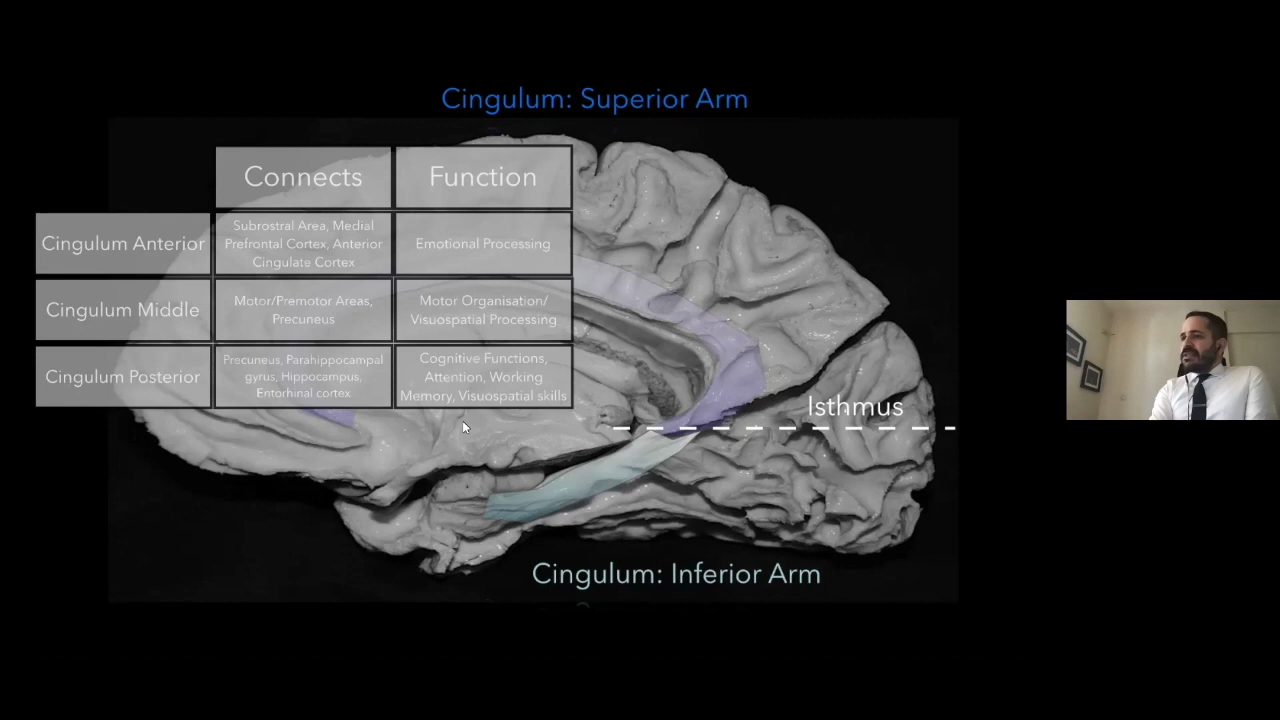 Cingulum: Superior Arm
Connects
Function
Cingulum Anterior
Subrostral Area, Medial
Prefrontal Cortex, Anterior
Cingulate Cortex
Emotional Processing
Cingulum Middle
Motor/Premotor Areas,
Precuneus
Motor Organisation/
Visuospatial Processing
Cingulum Posterior
Precuneus, Parahippocampal
gyrus, Hippocampus,
Entorhinal cortex
Cognitive Functions,
Attention, Working
Memory, Visuospatial skills
Isthmus
Cingulum: Inferior Arm